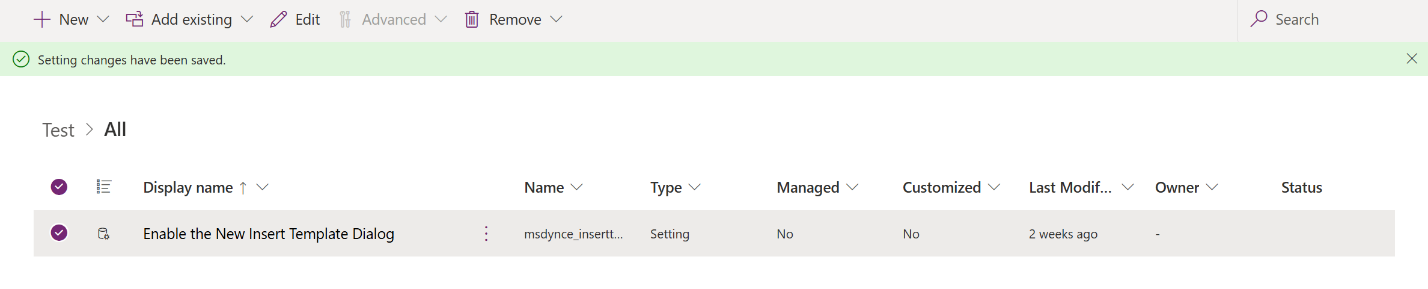 New Add existing Edit Advanced Remove Search
Setting changes have been saved.
Test > All
Display name ↑ Name Type Managed Customized Last Modif... Owner Status
Enable the New Insert Template Dialog msdynce_insertt... Setting No No 2 weeks ago -